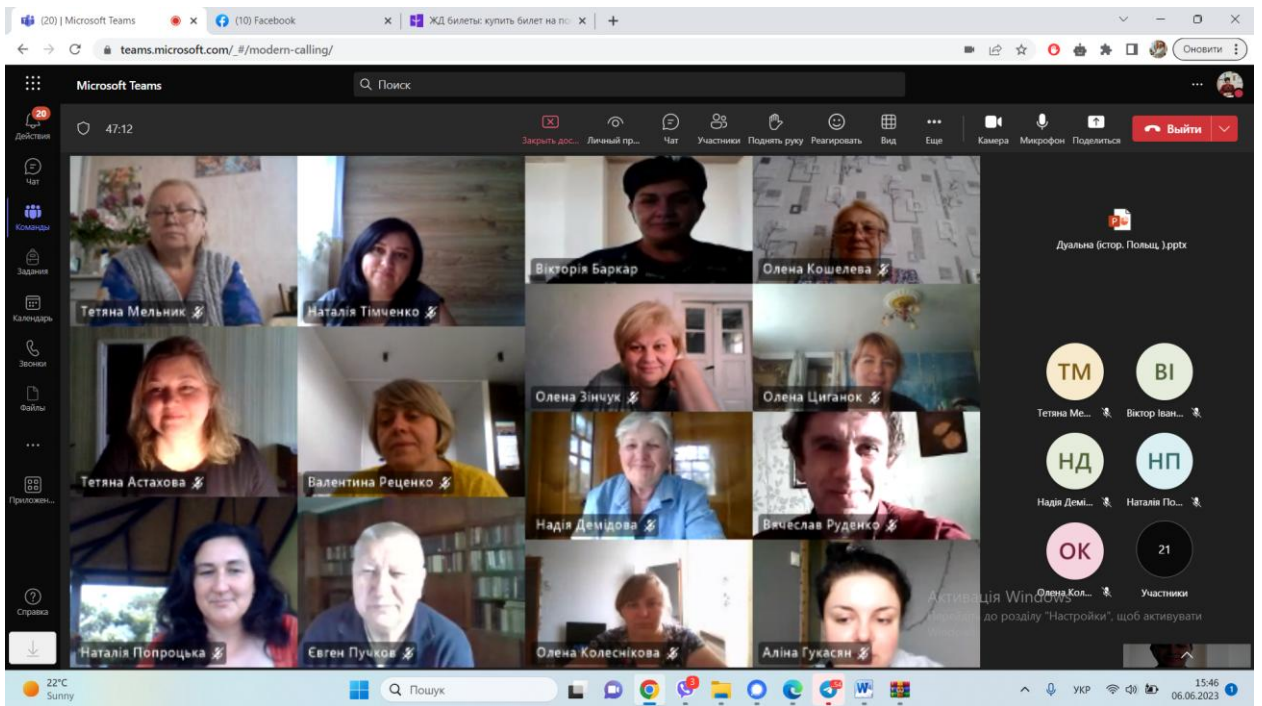 (20) | Microsoft Teams
(10) Facebook
ЖД билеты: купить билет на по
teams.microsoft.com/_#/modern-calling/
Оновити
Microsoft Teams
Поиск
20
Действия
Чат
Команды
Задания
Календарь
Звонки
Файлы
Приложен...
Справка
47:12
Закрыть дос...
Личный пр...
Чат
Участники
Поднять руку
Реагировать
Вид
Еще
Камера
Микрофон
Поделиться
Выйти
Тетяна Мельник
Наталія Тімченко
Вікторія Баркар
Олена Кошелева
Олена Зінчук
Олена Циганок
Тетяна Астахова
Валентина Реценко
Надія Демідова
Вячеслав Руденко
Наталія Попроцька
Євген Пучков
Олена Колеснікова
Аліна Гукасян
Дуальна (істор. Польщ, ).pptx
ТМ
Тетяна Ме...
ВІ
Віктор Іван...
НД
Надія Демі...
НП
Наталія По...
ОК
Олена Кол...
21
Участники
Активація Windows
до розділу "Настройки", щоб активувати
22°C
Sunny
Пошук
3
54
УКР
15:46
06.06.2023
1